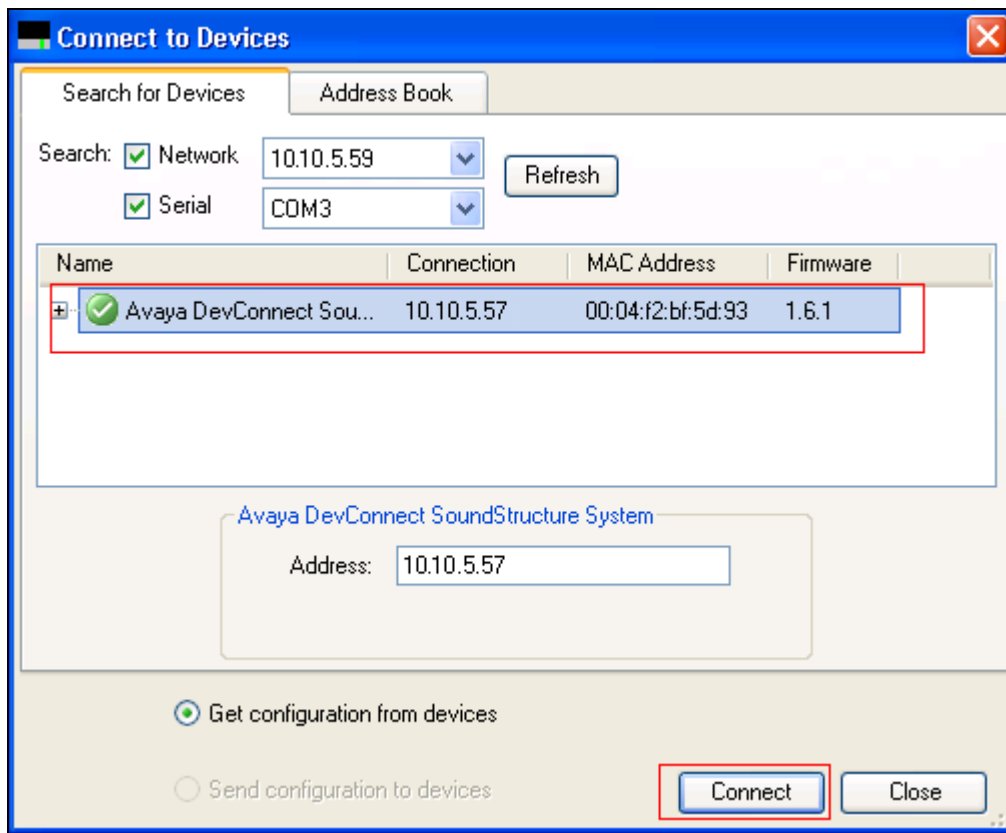 Connect to Devices
Search for Devices
Address Book
Search: Network 10.10.5.59
Refresh
Serial COM3
Name Connection MAC Address Firmware
Avaya DevConnect Sou... 10.10.5.57 00:04:f2:bf:5d:93 1.6.1
Avaya DevConnect SoundStructure System
Address: 10.10.5.57
Get configuration from devices
Send configuration to devices
Connect
Close